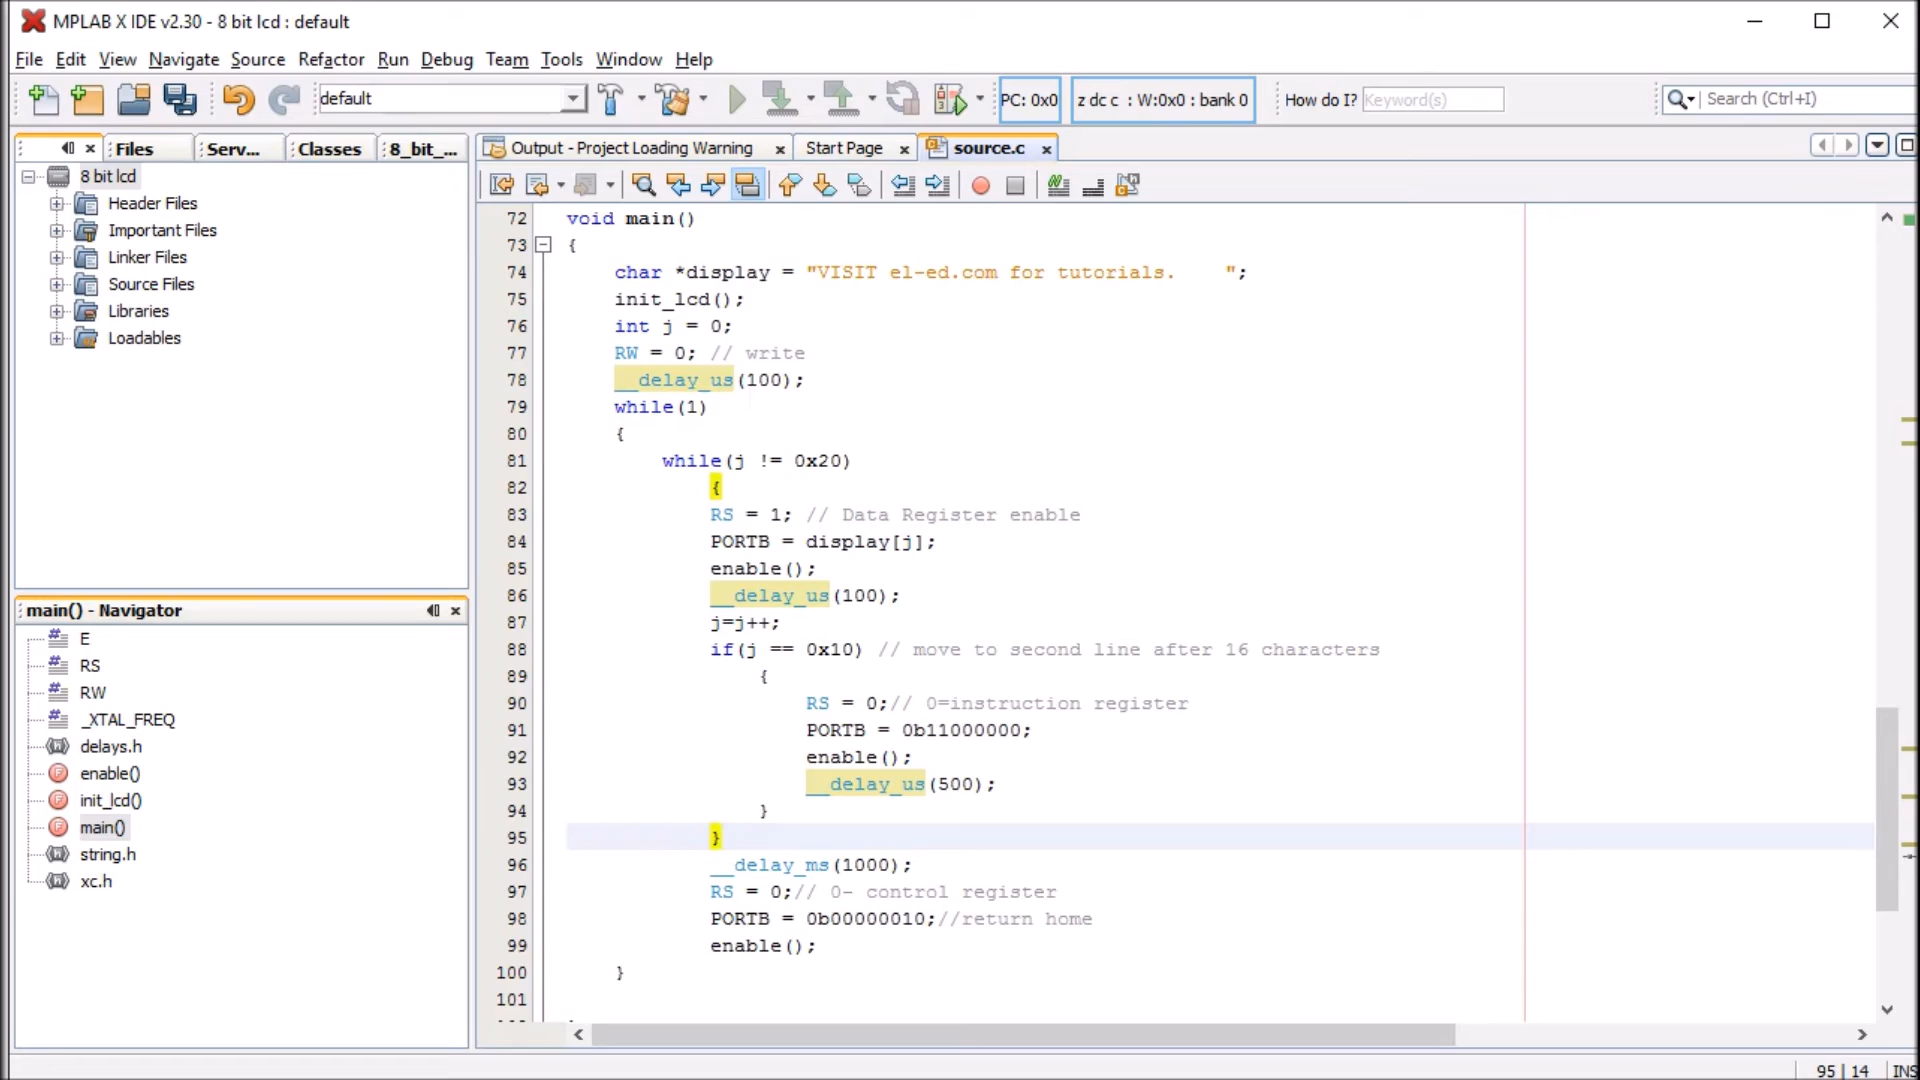 MPLAB X IDE v2.30 - 8 bit lcd : default
File Edit View Navigate Source Refactor Run Debug Team Tools Window Help
default PC: 0x0 z dc c : W:0x0 : bank 0 How do I? Keyword(s) Search (Ctrl+I)
Files Serv... Classes 8_bit_...
Output - Project Loading Warning Start Page source.c
8 bit lcd
Header Files
Important Files
Linker Files
Source Files
Libraries
Loadables
main() - Navigator
E
RS
RW
_XTAL_FREQ
delays.h
enable()
init_lcd()
main()
string.h
xc.h
72 void main()
73 {
74 char *display = "VISIT el-ed.com for tutorials.    ";
75 init_lcd();
76 int j = 0;
77 RW = 0; // write
78 __delay_us(100);
79 while(1)
80 {
81 while(j != 0x20)
82 {
83 RS = 1; // Data Register enable
84 PORTB = display[j];
85 enable();
86 __delay_us(100);
87 j=j++;
88 if(j == 0x10) // move to second line after 16 characters
89 {
90 RS = 0;// 0=instruction register
91 PORTB = 0b11000000;
92 enable();
93 __delay_us(500);
94 }
95 }
96 __delay_ms(1000);
97 RS = 0;// 0- control register
98 PORTB = 0b00000010;//return home
99 enable();
100 }
101
95 | 14 INS